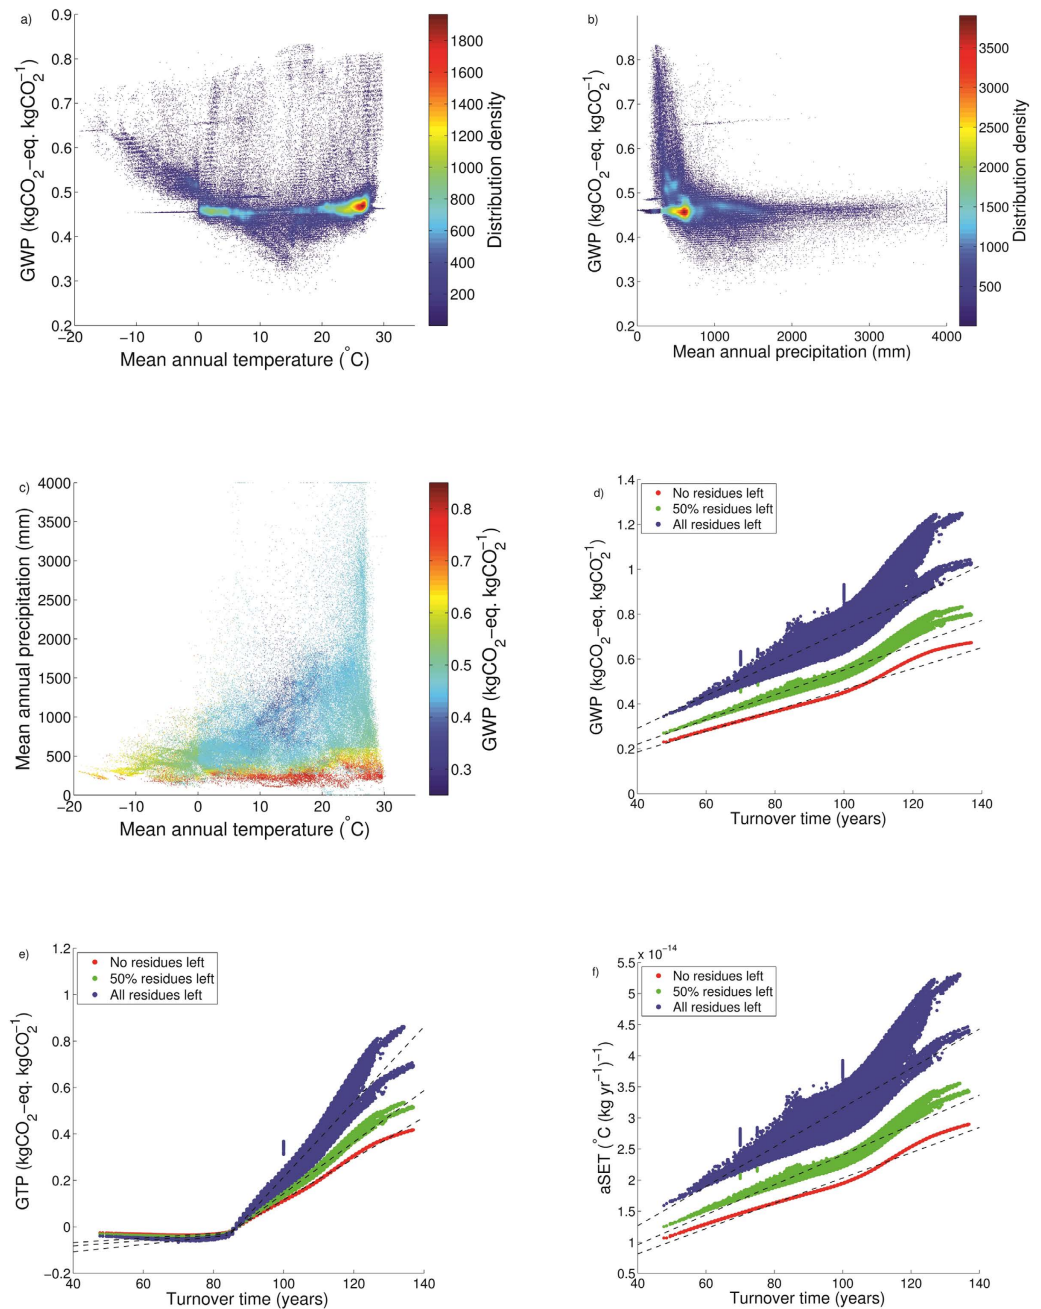 a)
GWP (kgCO2−eq. kgCO2−1)
0.9
0.8
0.7
0.6
0.5
0.4
0.3
0.2
−20 −10 0 10 20 30
Mean annual temperature (°C)
1800
1600
1400
1200
1000
800
600
400
200
Distribution density
b)
GWP (kgCO2−eq. kgCO2−1)
0.8
0.7
0.6
0.5
0.4
0.3
0.2
0 1000 2000 3000 4000
Mean annual precipitation (mm)
3500
3000
2500
2000
1500
1000
500
Distribution density
c)
Mean annual precipitation (mm)
4000
3500
3000
2500
2000
1500
1000
500
0
−20 −10 0 10 20 30
Mean annual temperature (°C)
0.8
0.7
0.6
0.5
0.4
0.3
GWP (kgCO2−eq. kgCO2−1)
d)
GWP (kgCO2−eq. kgCO2−1)
1.4
1.2
1
0.8
0.6
0.4
0.2
0
No residues left
50% residues left
All residues left
40 60 80 100 120 140
Turnover time (years)
e)
GTP (kgCO2−eq. kgCO2−1)
1.2
1
0.8
0.6
0.4
0.2
0
−0.2
No residues left
50% residues left
All residues left
40 60 80 100 120 140
Turnover time (years)
f)
aSET (°C (kg yr−1)−1)
x 10−14
5.5
5
4.5
4
3.5
3
2.5
2
1.5
1
0.5
No residues left
50% residues left
All residues left
40 60 80 100 120 140
Turnover time (years)